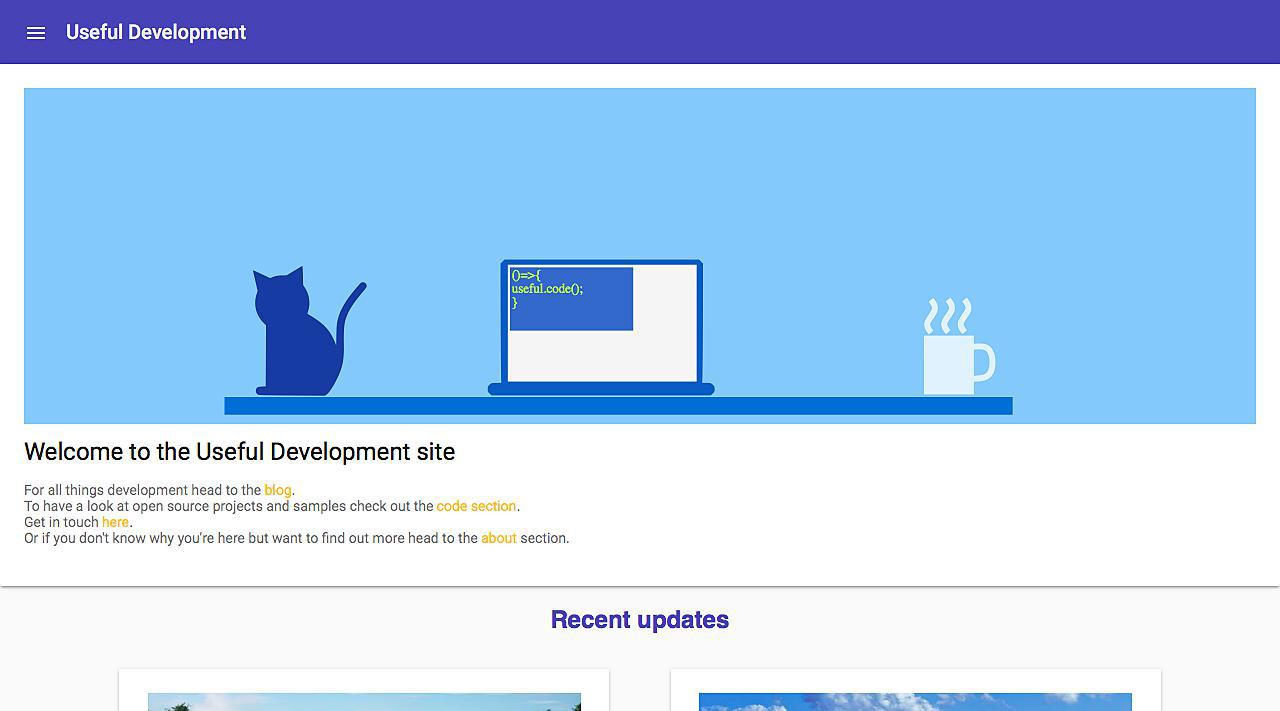 Useful Development
()=>{
useful.code();
}
Welcome to the Useful Development site
For all things development head to the blog.
To have a look at open source projects and samples check out the code section.
Get in touch here.
Or if you don't know why you're here but want to find out more head to the about section.
Recent updates